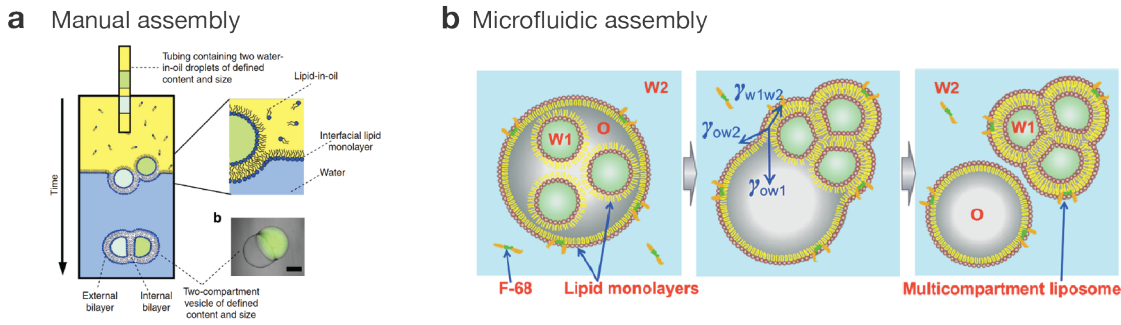 a Manual assembly
Tubing containing two water-
in-oil droplets of defined
content and size
Lipid-in-oil
Interfacial lipid
monolayer
Water
Time
b
External
bilayer
Internal
bilayer
Two-compartment
vesicle of defined
content and size
b Microfluidic assembly
W2
O
W1
F-68
Lipid monolayers
γw1w2
γow2
γow1
W2
W1
O
Multicompartment liposome